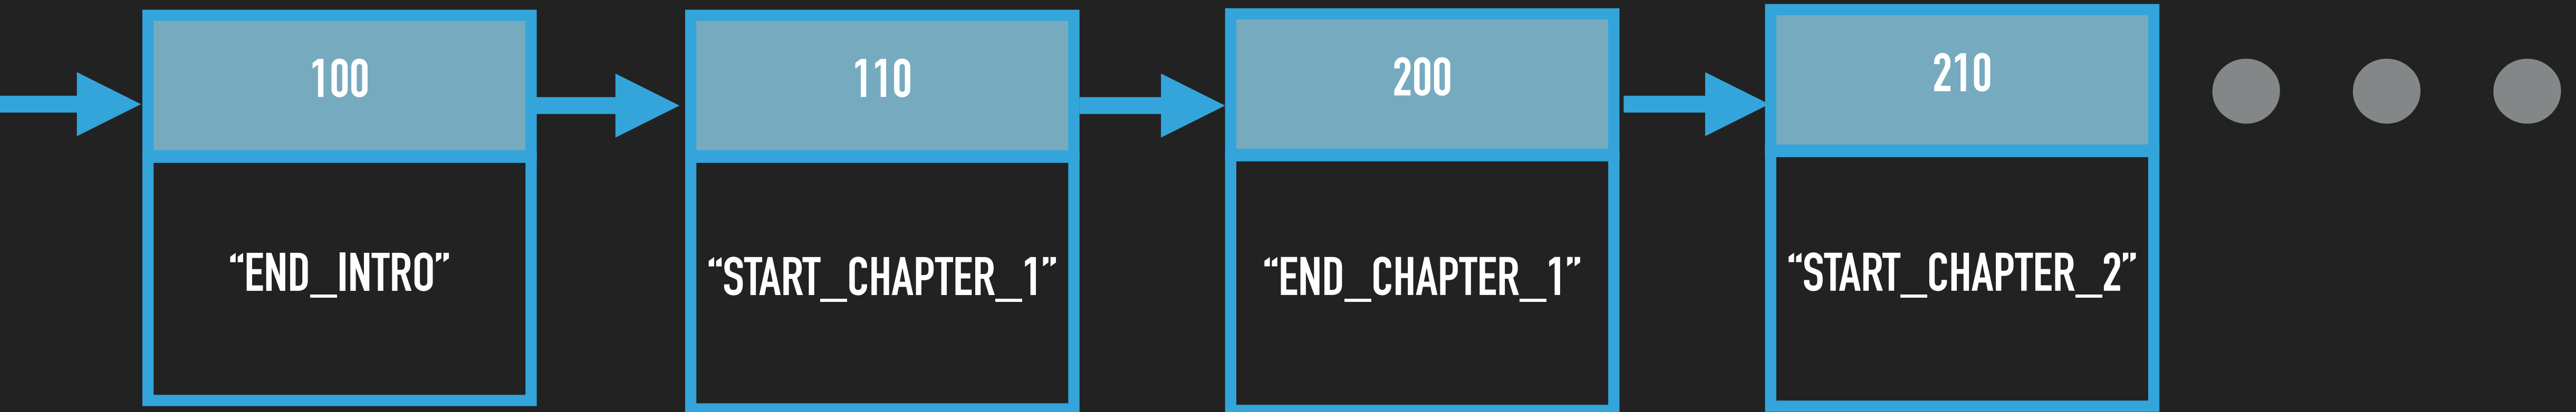 100
“END_INTRO”
110
“START_CHAPTER_1”
200
“END_CHAPTER_1”
210
“START_CHAPTER_2”